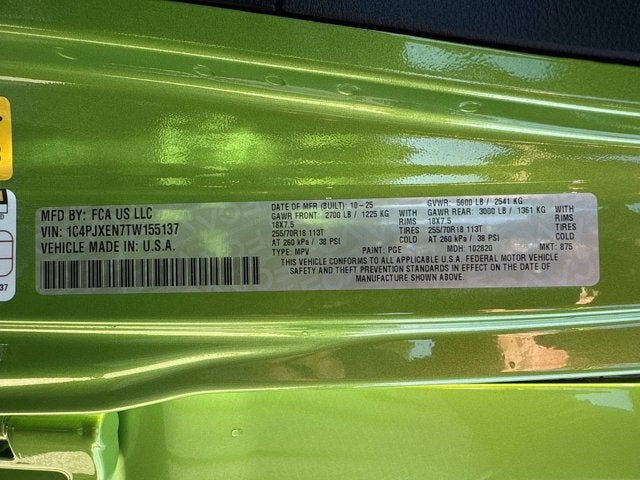 MFD BY: FCA US LLC
VIN: 1C4PJXEN7TW155137
VEHICLE MADE IN U.S.A.
DATE OF MFR (BUILT): 10-25
GAWR FRONT: 2700 LB / 1225 KG
WITH
18X7.5 RIMS
255/70R18 113T TIRES
AT 260 kPa / 38 PSI COLD
GVWR: 5600 LB / 2541 KG
GAWR REAR: 3000 LB / 1361 KG
WITH
18X7.5 RIMS
255/70R18 113T TIRES
AT 260 kPa / 38 PSI COLD
TYPE: MPV PAINT: PGE MDH: 102820 MKT: 875
THIS VEHICLE CONFORMS TO ALL APPLICABLE U.S.A. FEDERAL MOTOR VEHICLE
SAFETY AND THEFT PREVENTION STANDARDS IN EFFECT ON THE DATE OF
MANUFACTURE SHOWN ABOVE.
37